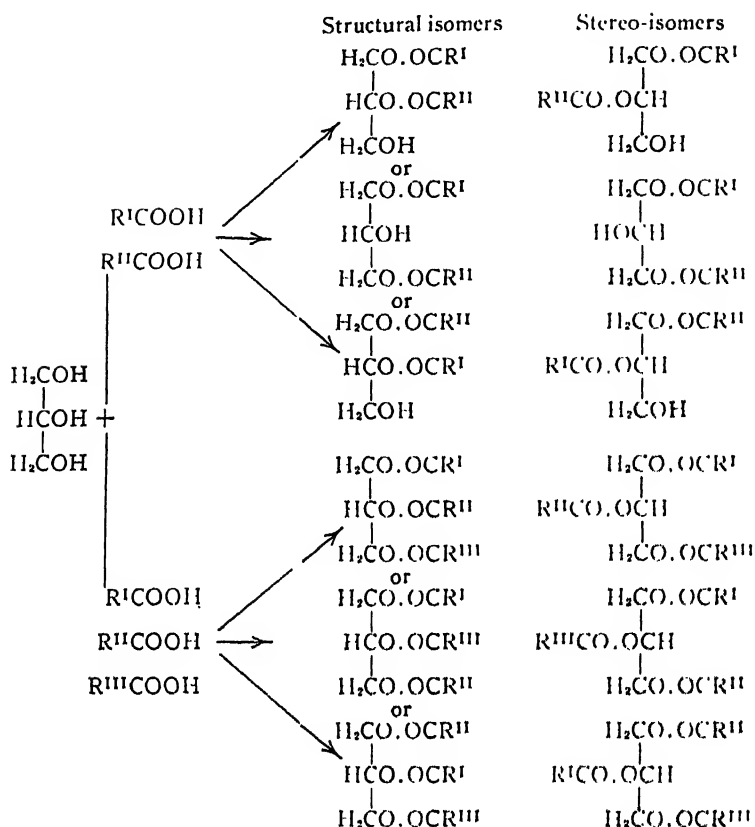 Structural isomers Stereo-isomers
H₂CO.OCRᴵ H₂CO.OCRᴵ
HCO.OCRᴵᴵ RᴵᴵCO.OCH
H₂COH H₂COH
or
H₂CO.OCRᴵ H₂CO.OCRᴵ
RᴵCOOH
HCOH HOCH
RᴵᴵCOOH
H₂CO.OCRᴵᴵ H₂CO.OCRᴵᴵ
or
H₂CO.OCRᴵᴵ H₂CO.OCRᴵᴵ
HCO.OCRᴵ RᴵCO.OCH
H₂COH
H₂COH H₂COH
HCOH +
H₂COH
H₂CO.OCRᴵ H₂CO.OCRᴵ
HCO.OCRᴵᴵ RᴵᴵCO.OCH
H₂CO.OCRᴵᴵᴵ H₂CO.OCRᴵᴵᴵ
or
RᴵCOOH H₂CO.OCRᴵ H₂CO.OCRᴵ
RᴵᴵCOOH HCO.OCRᴵᴵᴵ RᴵᴵᴵCO.OCH
RᴵᴵᴵCOOH H₂CO.OCRᴵᴵ H₂CO.OCRᴵᴵ
or
H₂CO.OCRᴵᴵ H₂CO.OCRᴵᴵ
HCO.OCRᴵ RᴵCO.OCH
H₂CO.OCRᴵᴵᴵ H₂CO.OCRᴵᴵᴵ